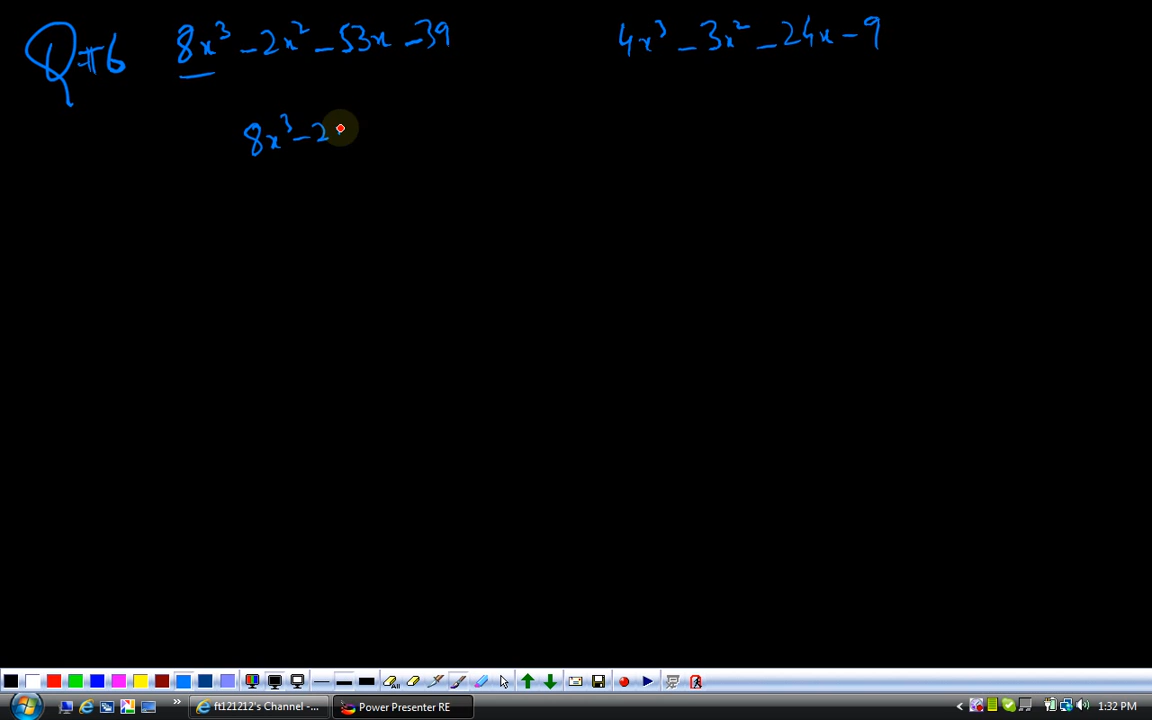 Q#6 8x³ - 2x² - 53x - 39 4x³ - 3x² - 24x - 9
8x³ - 2
All
ft121212's Channel -... Power Presenter RE 1:32 PM